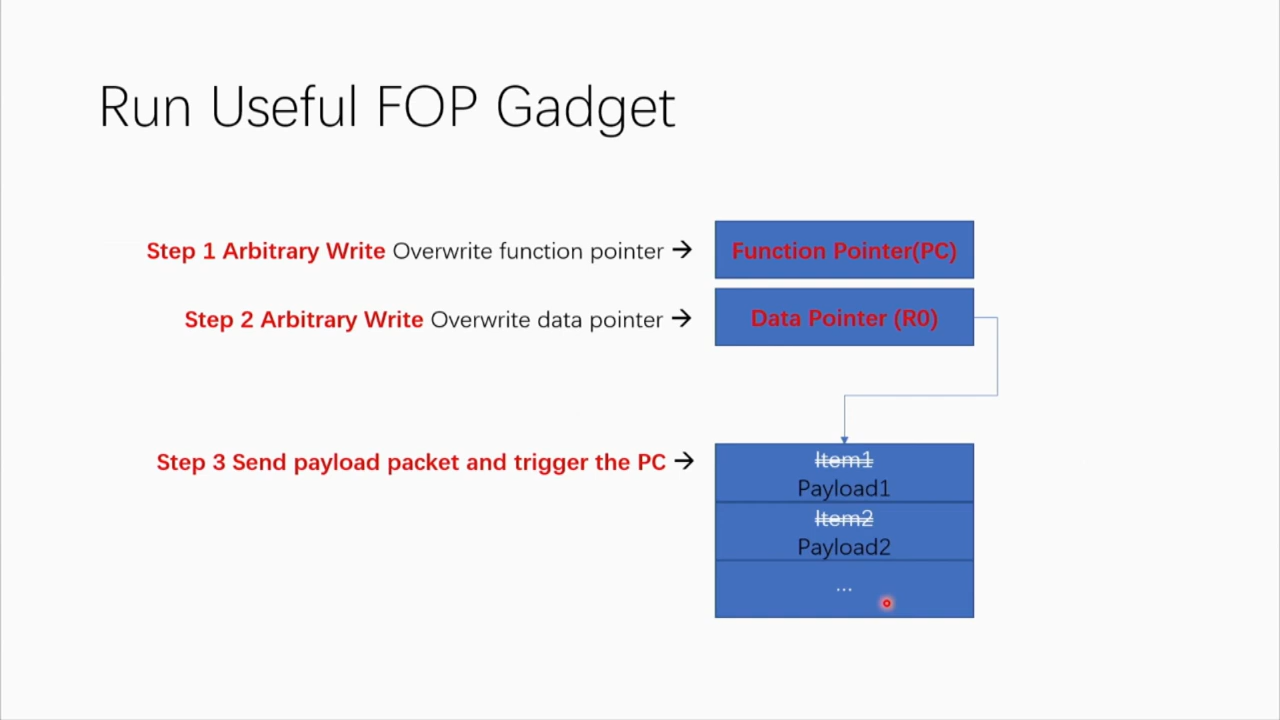 Run Useful FOP Gadget
Step 1 Arbitrary Write Overwrite function pointer →
Function Pointer(PC)
Step 2 Arbitrary Write Overwrite data pointer →
Data Pointer (R0)
Step 3 Send payload packet and trigger the PC →
Item1
Payload1
Item2
Payload2
...